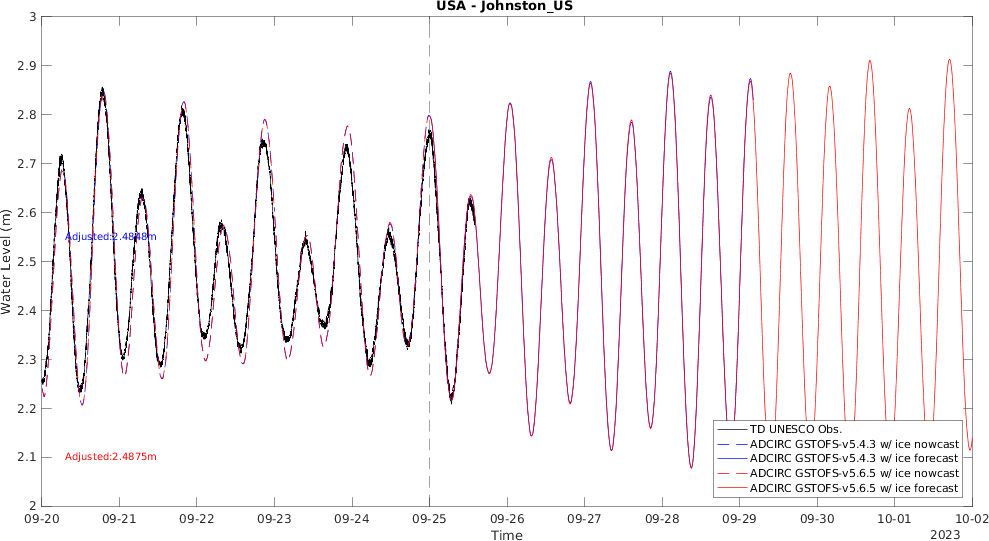 USA - Johnston_US
3
2.9
2.8
2.7
2.6
2.5
2.4
2.3
2.2
2.1
2
Water Level (m)
Adjusted:2.4848m
Adjusted:2.4875m
TD UNESCO Obs.
ADCIRC GSTOFS-v5.4.3 w/ ice nowcast
ADCIRC GSTOFS-v5.4.3 w/ ice forecast
ADCIRC GSTOFS-v5.6.5 w/ ice nowcast
ADCIRC GSTOFS-v5.6.5 w/ ice forecast
09-20 09-21 09-22 09-23 09-24 09-25 09-26 09-27 09-28 09-29 09-30 10-01 10-02
Time
2023